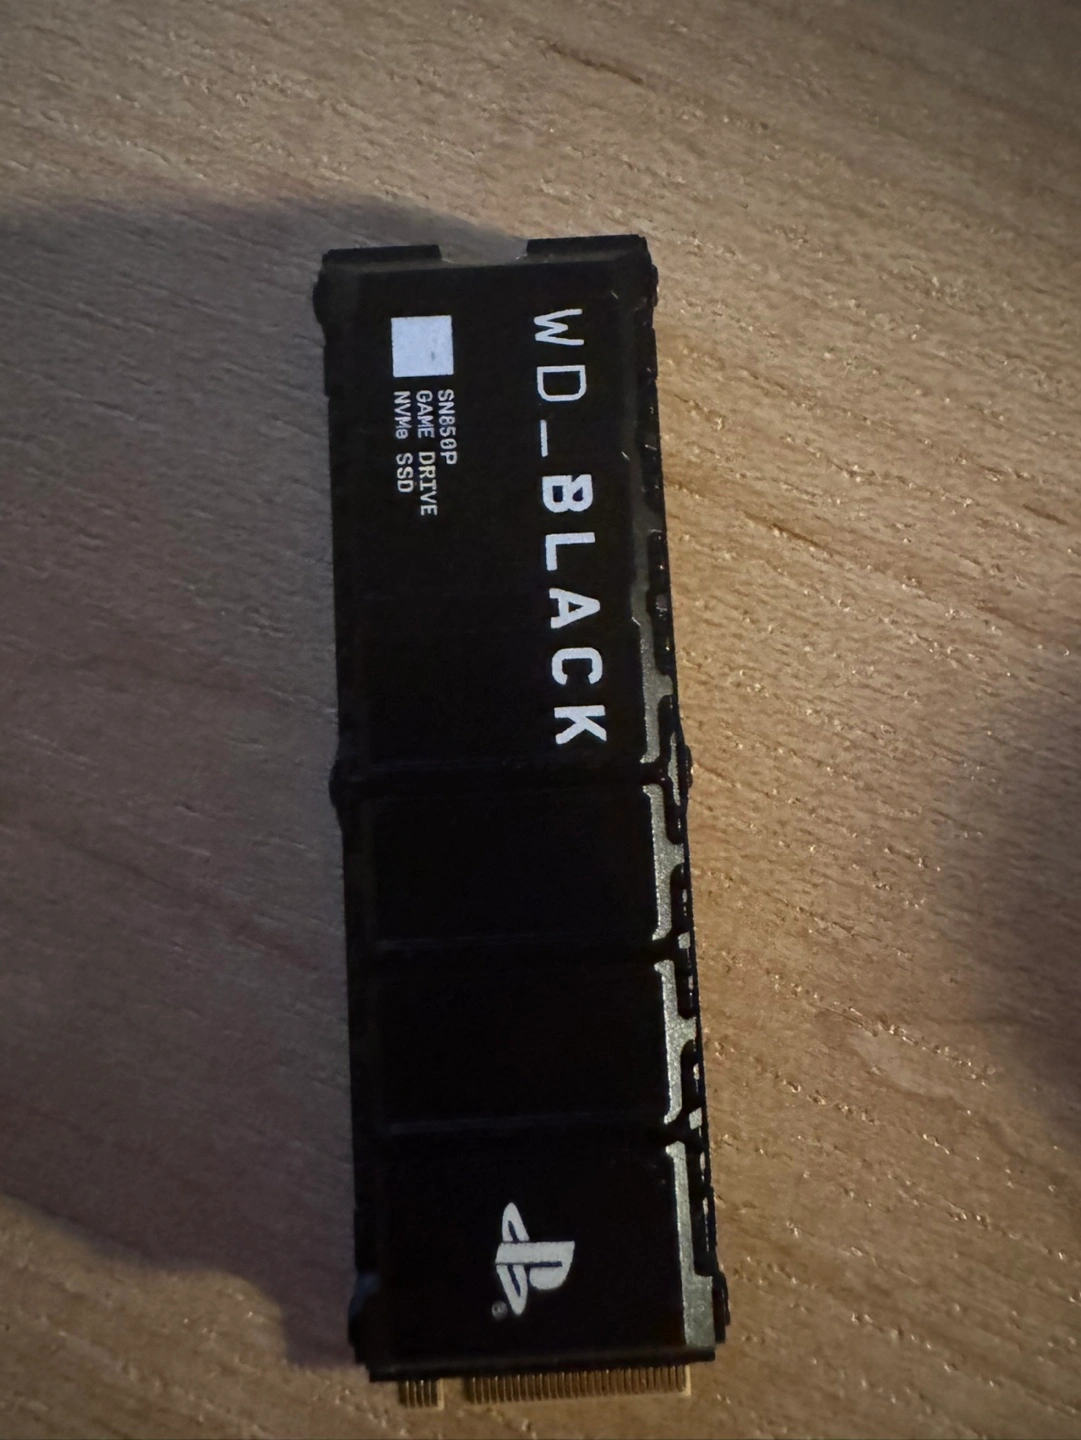 WD_BLACK
SN850P
GAME DRIVE
NVMe SSD